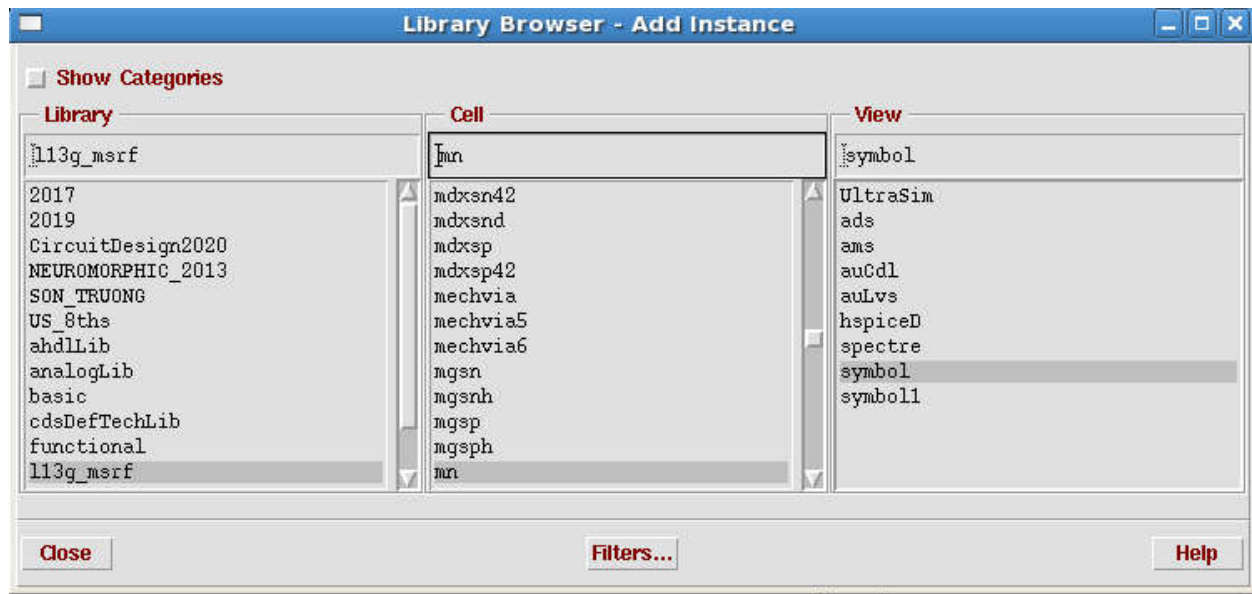 Library Browser - Add Instance
Show Categories
Library
l13g_msrf
2017
2019
CircuitDesign2020
NEUROMORPHIC_2013
SON_TRUONG
US_8ths
ahdlLib
analogLib
basic
cdsDefTechLib
functional
l13g_msrf
Cell
mn
mdxsn42
mdxsnd
mdxsp
mdxsp42
mechvia
mechvia5
mechvia6
mgsn
mgsnh
mgsp
mgsph
mn
View
symbol
UltraSim
ads
ams
auCdl
auLvs
hspiceD
spectre
symbol
symbol1
Close
Filters...
Help